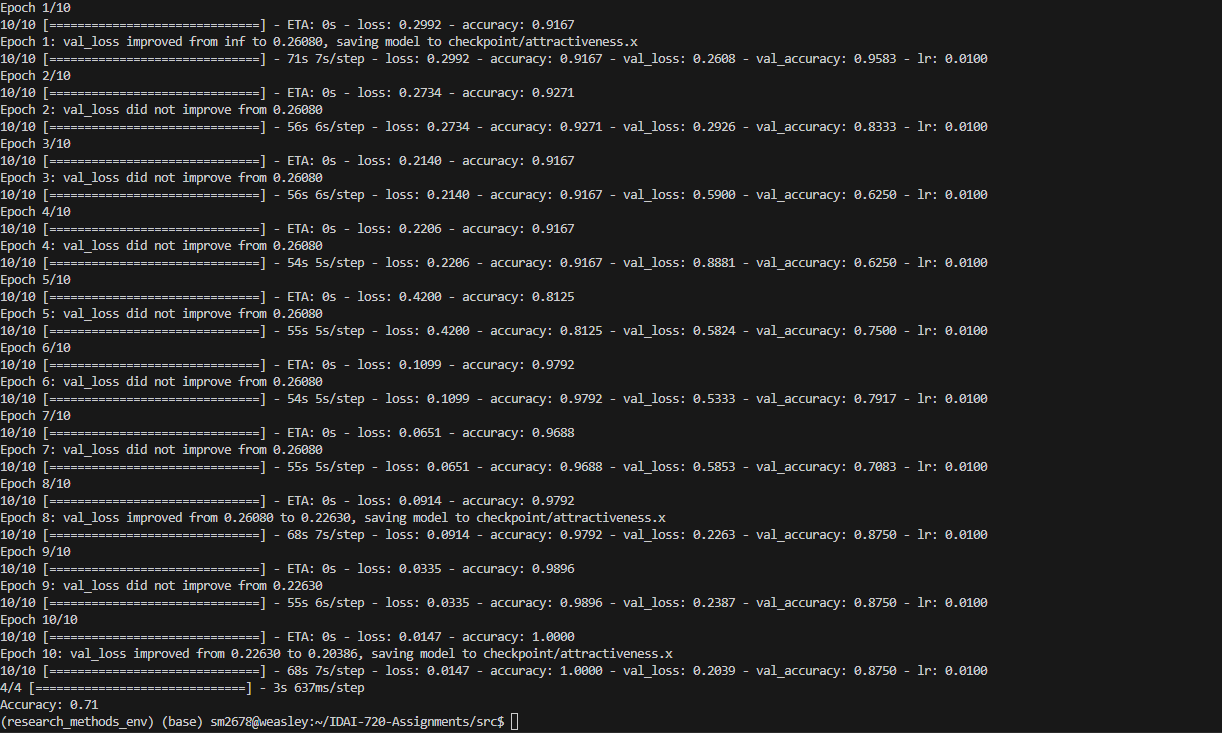 Epoch 1/10
10/10 [==============================] - ETA: 0s - loss: 0.2992 - accuracy: 0.9167
Epoch 1: val_loss improved from inf to 0.26080, saving model to checkpoint/attractiveness.x
10/10 [==============================] - 71s 7s/step - loss: 0.2992 - accuracy: 0.9167 - val_loss: 0.2608 - val_accuracy: 0.9583 - lr: 0.0100
Epoch 2/10
10/10 [==============================] - ETA: 0s - loss: 0.2734 - accuracy: 0.9271
Epoch 2: val_loss did not improve from 0.26080
10/10 [==============================] - 56s 6s/step - loss: 0.2734 - accuracy: 0.9271 - val_loss: 0.2926 - val_accuracy: 0.8333 - lr: 0.0100
Epoch 3/10
10/10 [==============================] - ETA: 0s - loss: 0.2140 - accuracy: 0.9167
Epoch 3: val_loss did not improve from 0.26080
10/10 [==============================] - 56s 6s/step - loss: 0.2140 - accuracy: 0.9167 - val_loss: 0.5900 - val_accuracy: 0.6250 - lr: 0.0100
Epoch 4/10
10/10 [==============================] - ETA: 0s - loss: 0.2206 - accuracy: 0.9167
Epoch 4: val_loss did not improve from 0.26080
10/10 [==============================] - 54s 5s/step - loss: 0.2206 - accuracy: 0.9167 - val_loss: 0.8881 - val_accuracy: 0.6250 - lr: 0.0100
Epoch 5/10
10/10 [==============================] - ETA: 0s - loss: 0.4200 - accuracy: 0.8125
Epoch 5: val_loss did not improve from 0.26080
10/10 [==============================] - 55s 5s/step - loss: 0.4200 - accuracy: 0.8125 - val_loss: 0.5824 - val_accuracy: 0.7500 - lr: 0.0100
Epoch 6/10
10/10 [==============================] - ETA: 0s - loss: 0.1099 - accuracy: 0.9792
Epoch 6: val_loss did not improve from 0.26080
10/10 [==============================] - 54s 5s/step - loss: 0.1099 - accuracy: 0.9792 - val_loss: 0.5333 - val_accuracy: 0.7917 - lr: 0.0100
Epoch 7/10
10/10 [==============================] - ETA: 0s - loss: 0.0651 - accuracy: 0.9688
Epoch 7: val_loss did not improve from 0.26080
10/10 [==============================] - 55s 5s/step - loss: 0.0651 - accuracy: 0.9688 - val_loss: 0.5853 - val_accuracy: 0.7083 - lr: 0.0100
Epoch 8/10
10/10 [==============================] - ETA: 0s - loss: 0.0914 - accuracy: 0.9792
Epoch 8: val_loss improved from 0.26080 to 0.22630, saving model to checkpoint/attractiveness.x
10/10 [==============================] - 68s 7s/step - loss: 0.0914 - accuracy: 0.9792 - val_loss: 0.2263 - val_accuracy: 0.8750 - lr: 0.0100
Epoch 9/10
10/10 [==============================] - ETA: 0s - loss: 0.0335 - accuracy: 0.9896
Epoch 9: val_loss did not improve from 0.22630
10/10 [==============================] - 55s 6s/step - loss: 0.0335 - accuracy: 0.9896 - val_loss: 0.2387 - val_accuracy: 0.8750 - lr: 0.0100
Epoch 10/10
10/10 [==============================] - ETA: 0s - loss: 0.0147 - accuracy: 1.0000
Epoch 10: val_loss improved from 0.22630 to 0.20386, saving model to checkpoint/attractiveness.x
10/10 [==============================] - 68s 7s/step - loss: 0.0147 - accuracy: 1.0000 - val_loss: 0.2039 - val_accuracy: 0.8750 - lr: 0.0100
4/4 [==============================] - 3s 637ms/step
Accuracy: 0.71
(research_methods_env) (base) sm2678@weasley:~/IDAI-720-Assignments/src$